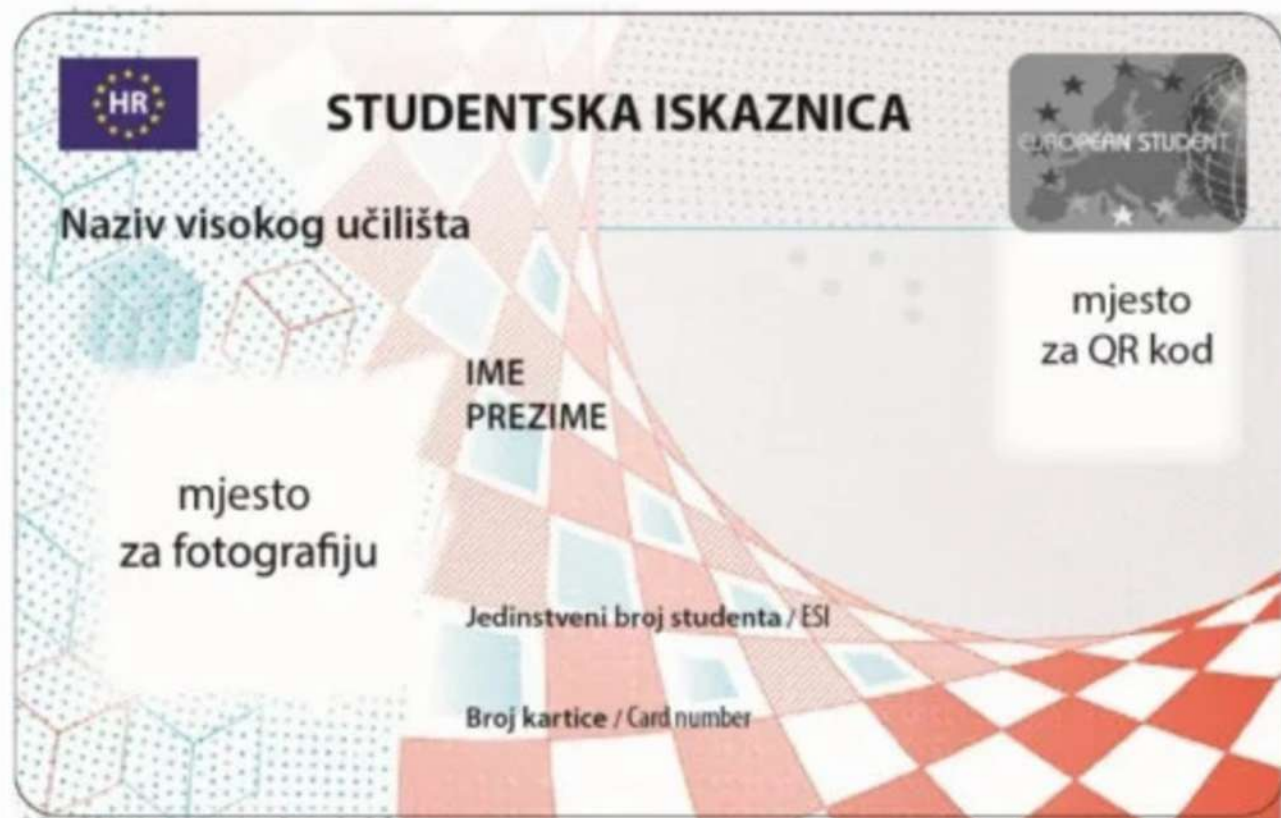 HR
STUDENTSKA ISKAZNICA
EUROPEAN STUDENT
Naziv visokog učilišta
mjesto
za QR kod
IME
PREZIME
mjesto
za fotografiju
Jedinstveni broj studenta / ESI
Broj kartice / Card number